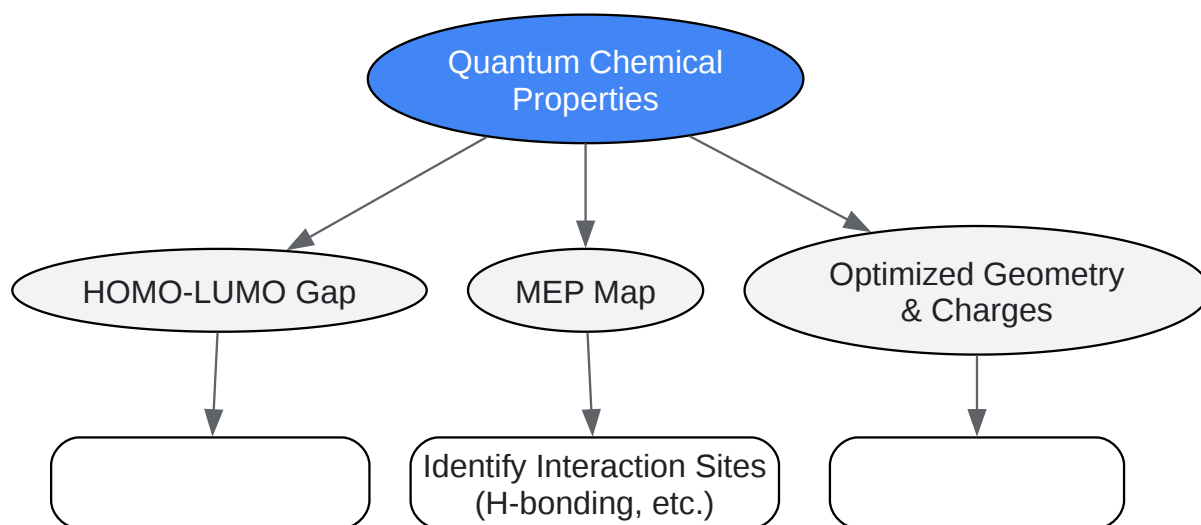 Quantum Chemical
Properties
HOMO-LUMO Gap
MEP Map
Optimized Geometry
& Charges
Identify Interaction Sites
(H-bonding, etc.)